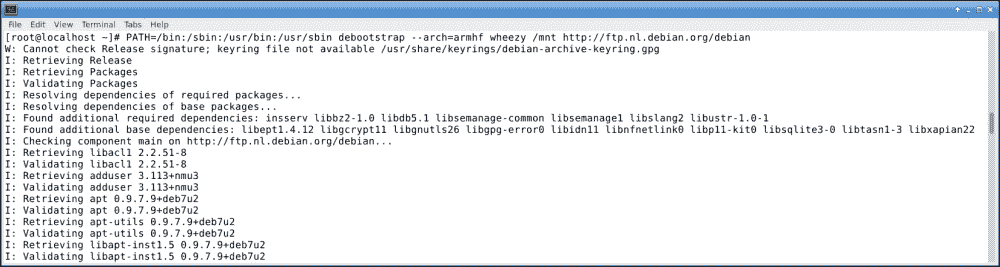 File Edit View Terminal Tabs Help
[root@localhost ~]# PATH=/bin:/sbin:/usr/bin:/usr/sbin debootstrap --arch=armhf wheezy /mnt http://ftp.nl.debian.org/debian
W: Cannot check Release signature; keyring file not available /usr/share/keyrings/debian-archive-keyring.gpg
I: Retrieving Release
I: Retrieving Packages
I: Validating Packages
I: Resolving dependencies of required packages...
I: Resolving dependencies of base packages...
I: Found additional required dependencies: insserv libbz2-1.0 libdb5.1 libsemanage-common libsemanage1 libslang2 libustr-1.0-1
I: Found additional base dependencies: libept1.4.12 libgcrypt11 libgnutls26 libgpg-error0 libidn11 libnfnetlink0 libp11-kit0 libsqlite3-0 libtasn1-3 libxapian22
I: Checking component main on http://ftp.nl.debian.org/debian...
I: Retrieving libacl1 2.2.51-8
I: Validating libacl1 2.2.51-8
I: Retrieving adduser 3.113+nmu3
I: Validating adduser 3.113+nmu3
I: Retrieving apt 0.9.7.9+deb7u2
I: Validating apt 0.9.7.9+deb7u2
I: Retrieving apt-utils 0.9.7.9+deb7u2
I: Validating apt-utils 0.9.7.9+deb7u2
I: Retrieving libapt-inst1.5 0.9.7.9+deb7u2
I: Validating libapt-inst1.5 0.9.7.9+deb7u2